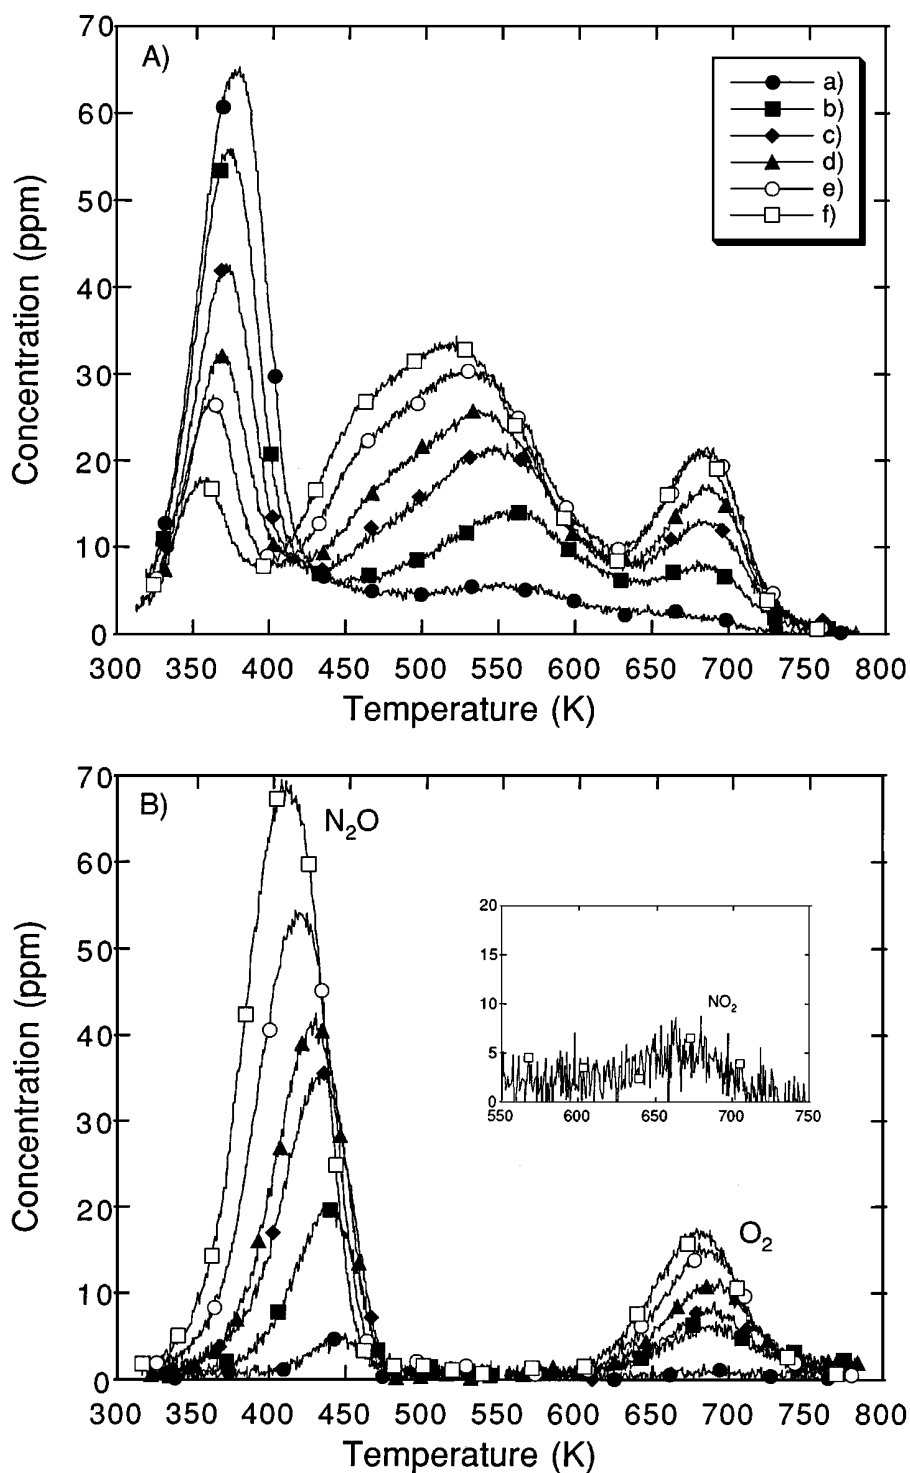 A)
70
60
50
40
30
20
10
0
Concentration (ppm)
a)
b)
c)
d)
e)
f)
300 350 400 450 500 550 600 650 700 750 800
Temperature (K)
B)
70
60
50
40
30
20
10
0
Concentration (ppm)
N₂O
20
15
10
5
0
NO₂
550 600 650 700 750
O₂
300 350 400 450 500 550 600 650 700 750 800
Temperature (K)